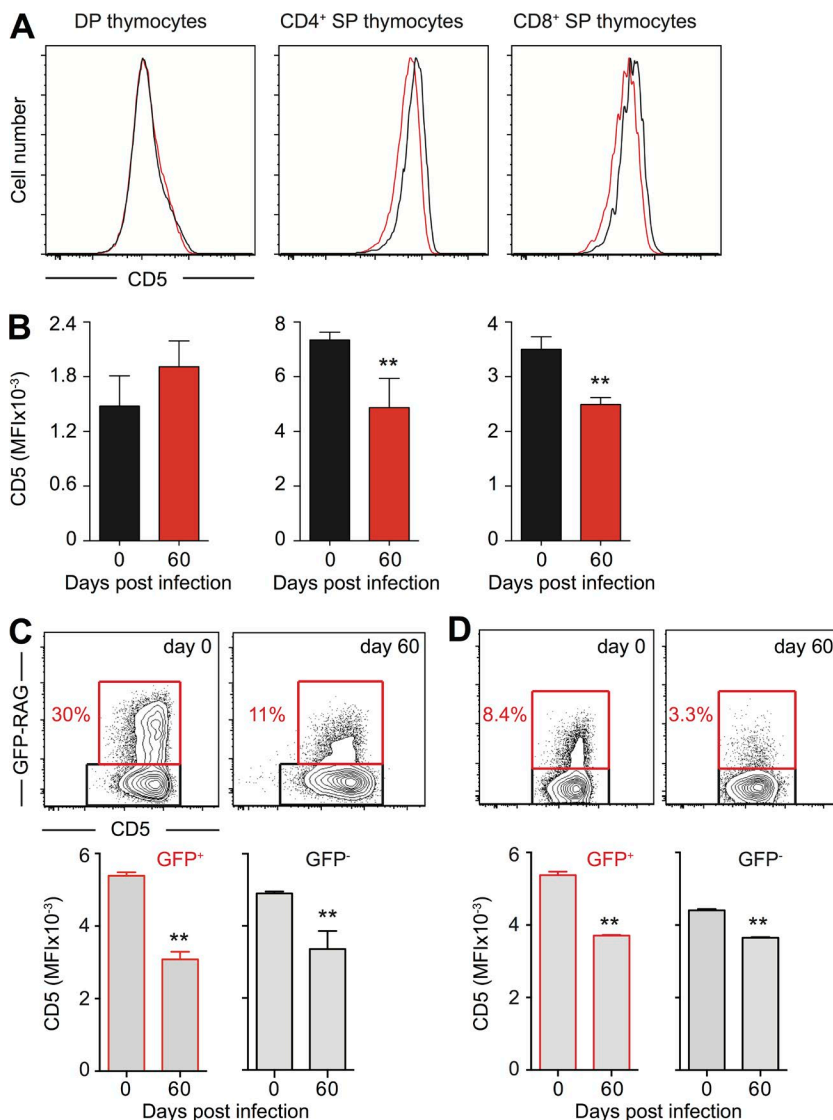 A
DP thymocytes
CD4⁺ SP thymocytes
CD8⁺ SP thymocytes
Cell number
CD5
B
CD5 (MFIx10⁻³)
2.4
1.8
1.2
0.6
0
0 60
Days post infection
8
6
4
2
0
**
0 60
Days post infection
4
3
2
1
0
**
0 60
Days post infection
C
GFP-RAG
day 0
30%
day 60
11%
CD5
CD5 (MFIx10⁻³)
6
4
2
0
GFP⁺
**
0 60
GFP⁻
**
0 60
Days post infection
D
day 0
8.4%
day 60
3.3%
CD5 (MFIx10⁻³)
6
4
2
0
GFP⁺
**
0 60
GFP⁻
**
0 60
Days post infection